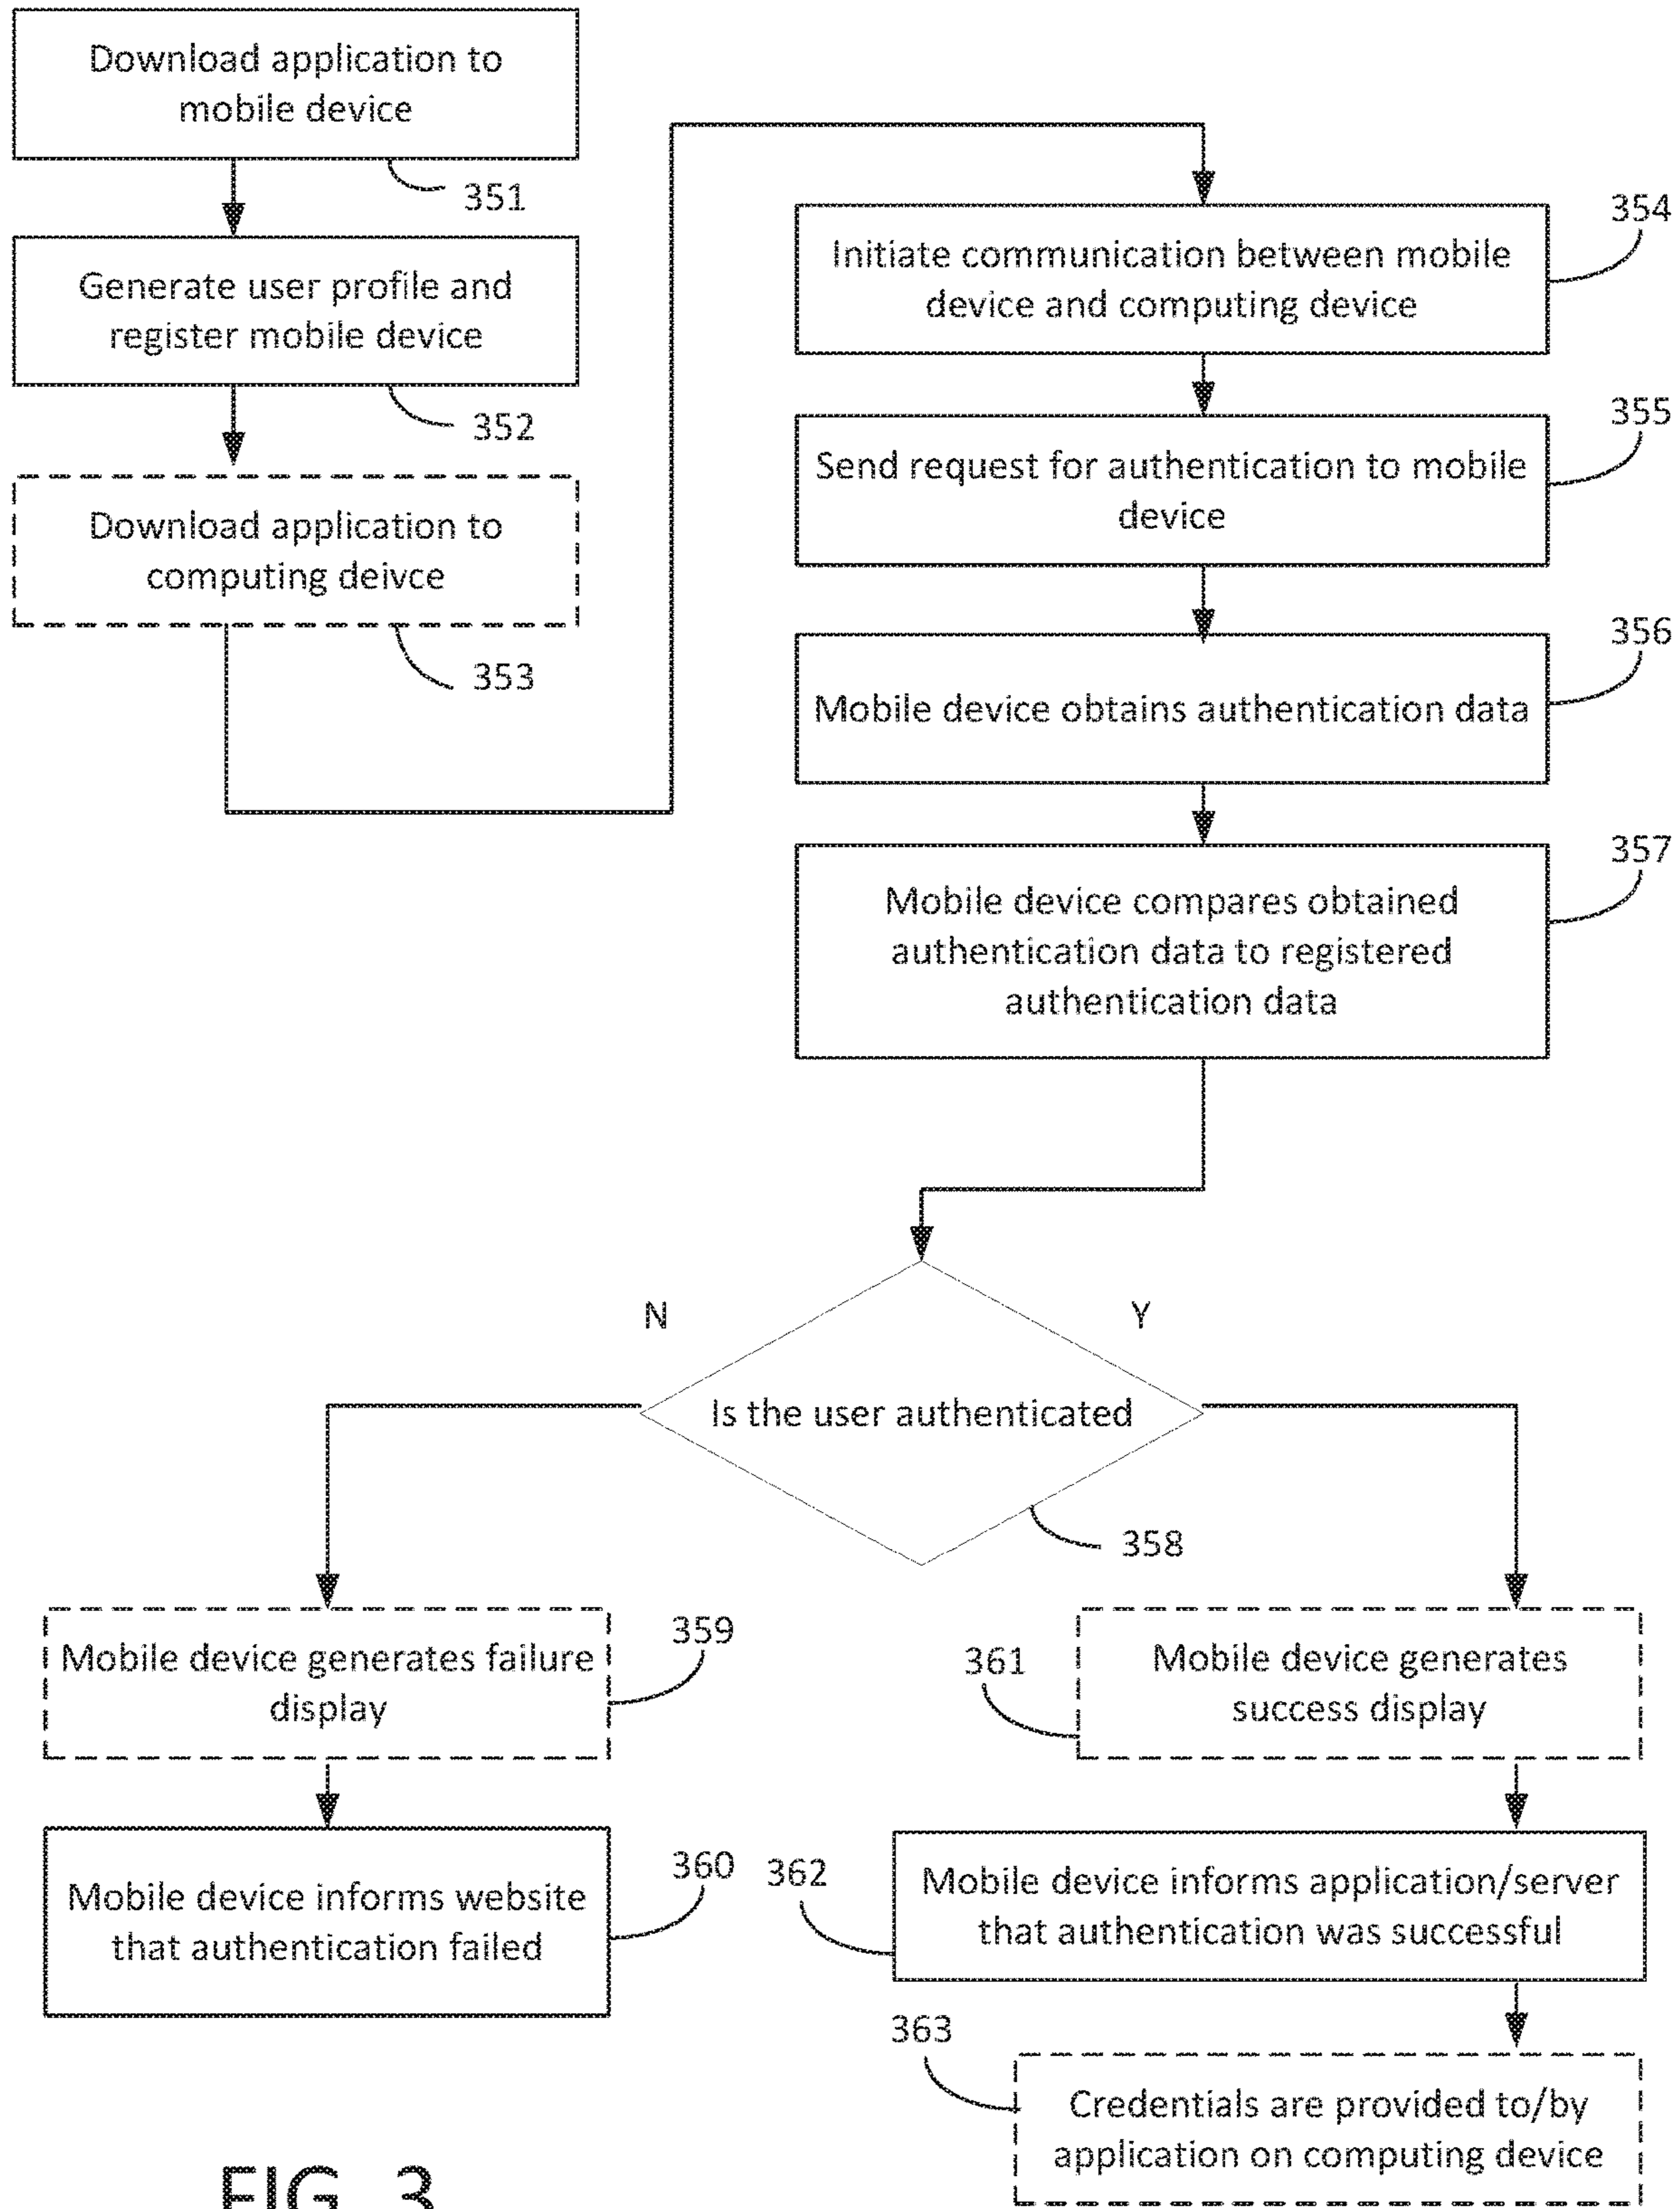 Download application to
mobile device
351
Generate user profile and
register mobile device
352
Download application to
computing deivce
353
Initiate communication between mobile
device and computing device
354
Send request for authentication to mobile
device
355
Mobile device obtains authentication data
356
Mobile device compares obtained
authentication data to registered
authentication data
357
N
Y
Is the user authenticated
358
Mobile device generates failure
display
359
Mobile device informs website
that authentication failed
360
361
Mobile device generates
success display
362
Mobile device informs application/server
that authentication was successful
363
Credentials are provided to/by
application on computing device
FIG. 3